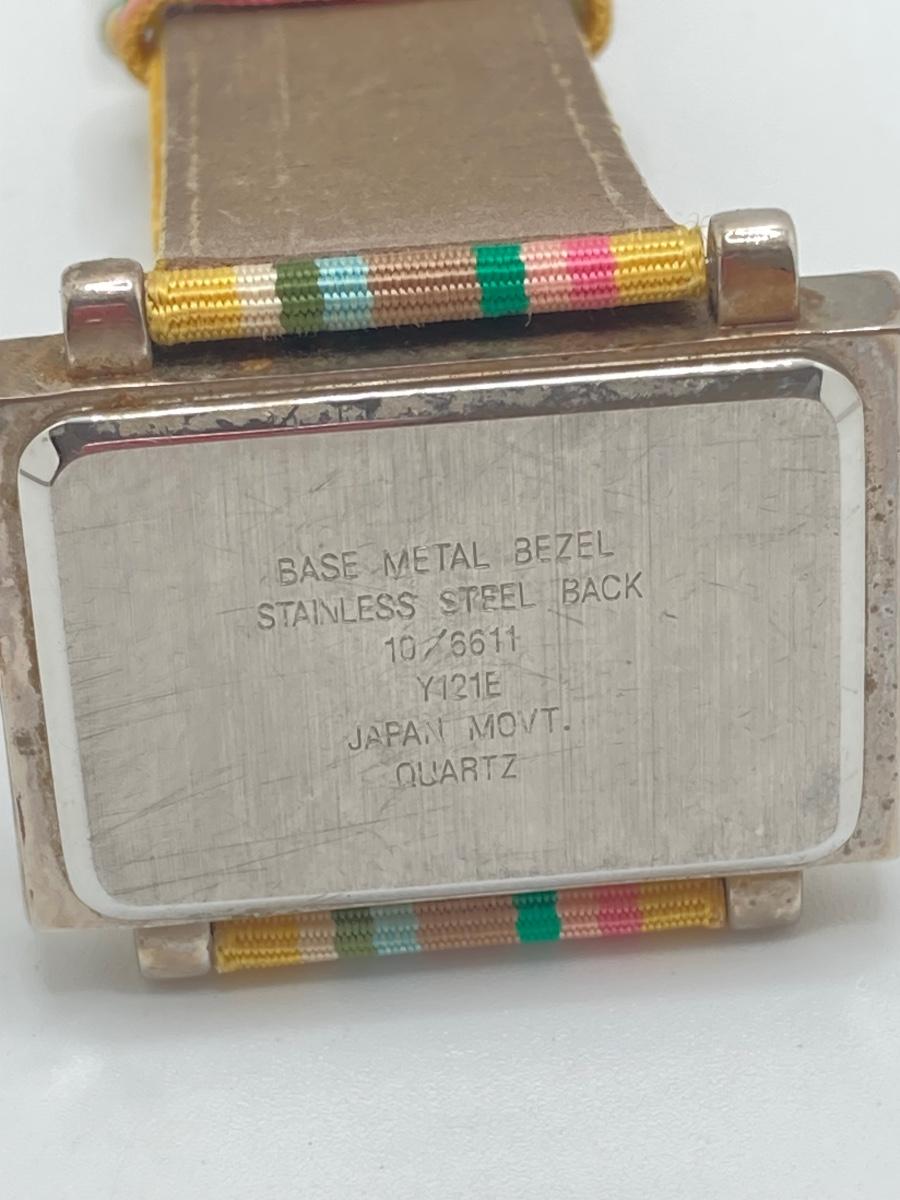 BASE METAL BEZEL
STAINLESS STEEL BACK
10/6611
Y121E
JAPAN MOVT.
QUARTZ